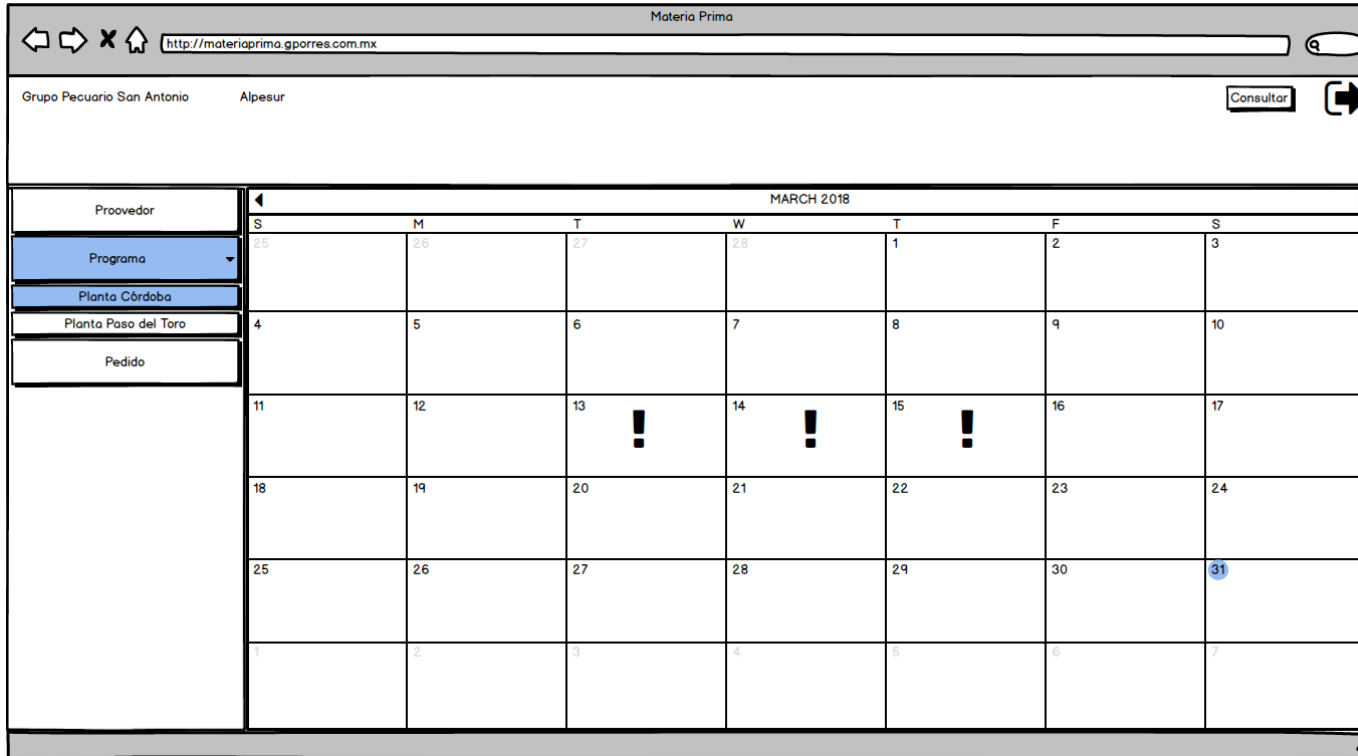 Materia Prima
http://materiaprima.gporres.com.mx
Grupo Pecuario San Antonio Alpesur Consultar
Proovedor
Programa
Planta Córdoba
Planta Paso del Toro
Pedido
MARCH 2018
S M T W T F S
25 26 27 28 1 2 3
4 5 6 7 8 9 10
11 12 13 ! 14 ! 15 ! 16 17
18 19 20 21 22 23 24
25 26 27 28 29 30 31
1 2 3 4 5 6 7